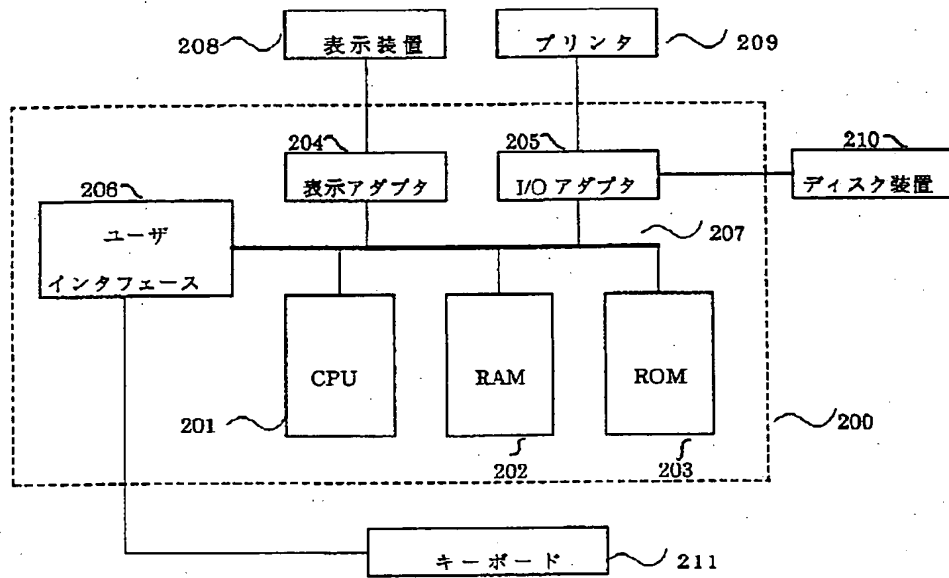 208
表示装置
プリンタ
209
204
表示アダプタ
205
I/O アダプタ
210
ディスク装置
206
ユーザ
インタフェース
207
CPU
201
RAM
202
ROM
203
200
キーボード
211